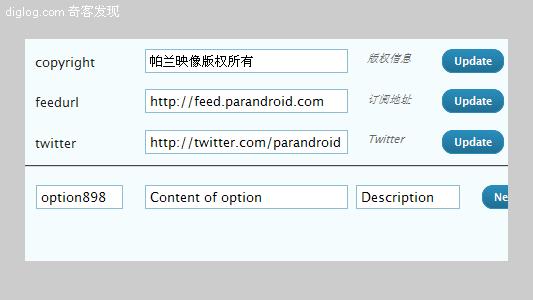 diglog.com 奇客发现
copyright 帕兰映像版权所有 版权信息 Update
feedurl http://feed.parandroid.com 订阅地址 Update
twitter http://twitter.com/parandroid Twitter Update
option898 Content of option Description Ne